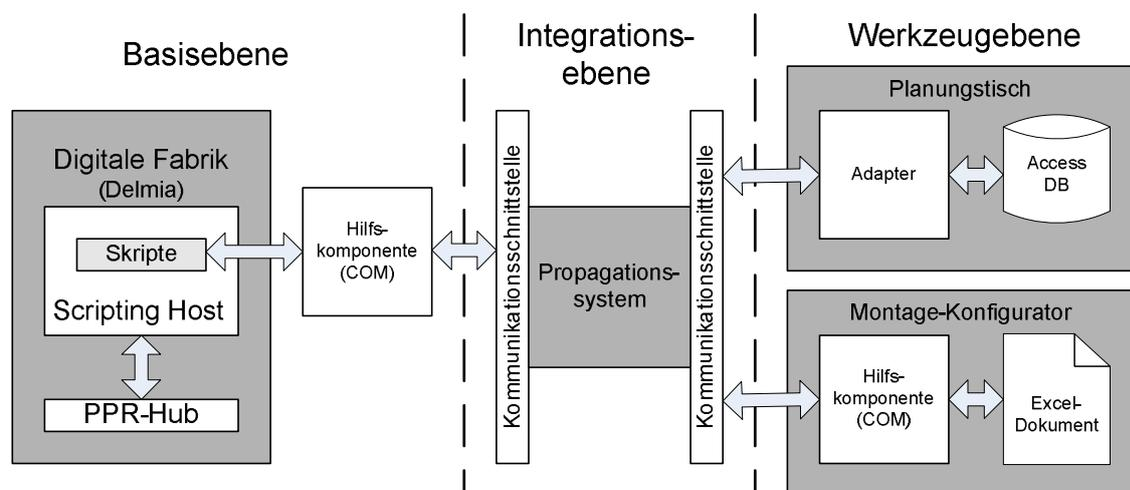 Basisebene
Integrations-
ebene
Werkzeugebene
Digitale Fabrik
(Delmia)
Skripte
Scripting Host
PPR-Hub
Hilfs-
komponente
(COM)
Kommunikationsschnittstelle
Propagations-
system
Kommunikationsschnittstelle
Planungstisch
Adapter
Access
DB
Montage-Konfigurator
Hilfs-
komponente
(COM)
Excel-
Dokument